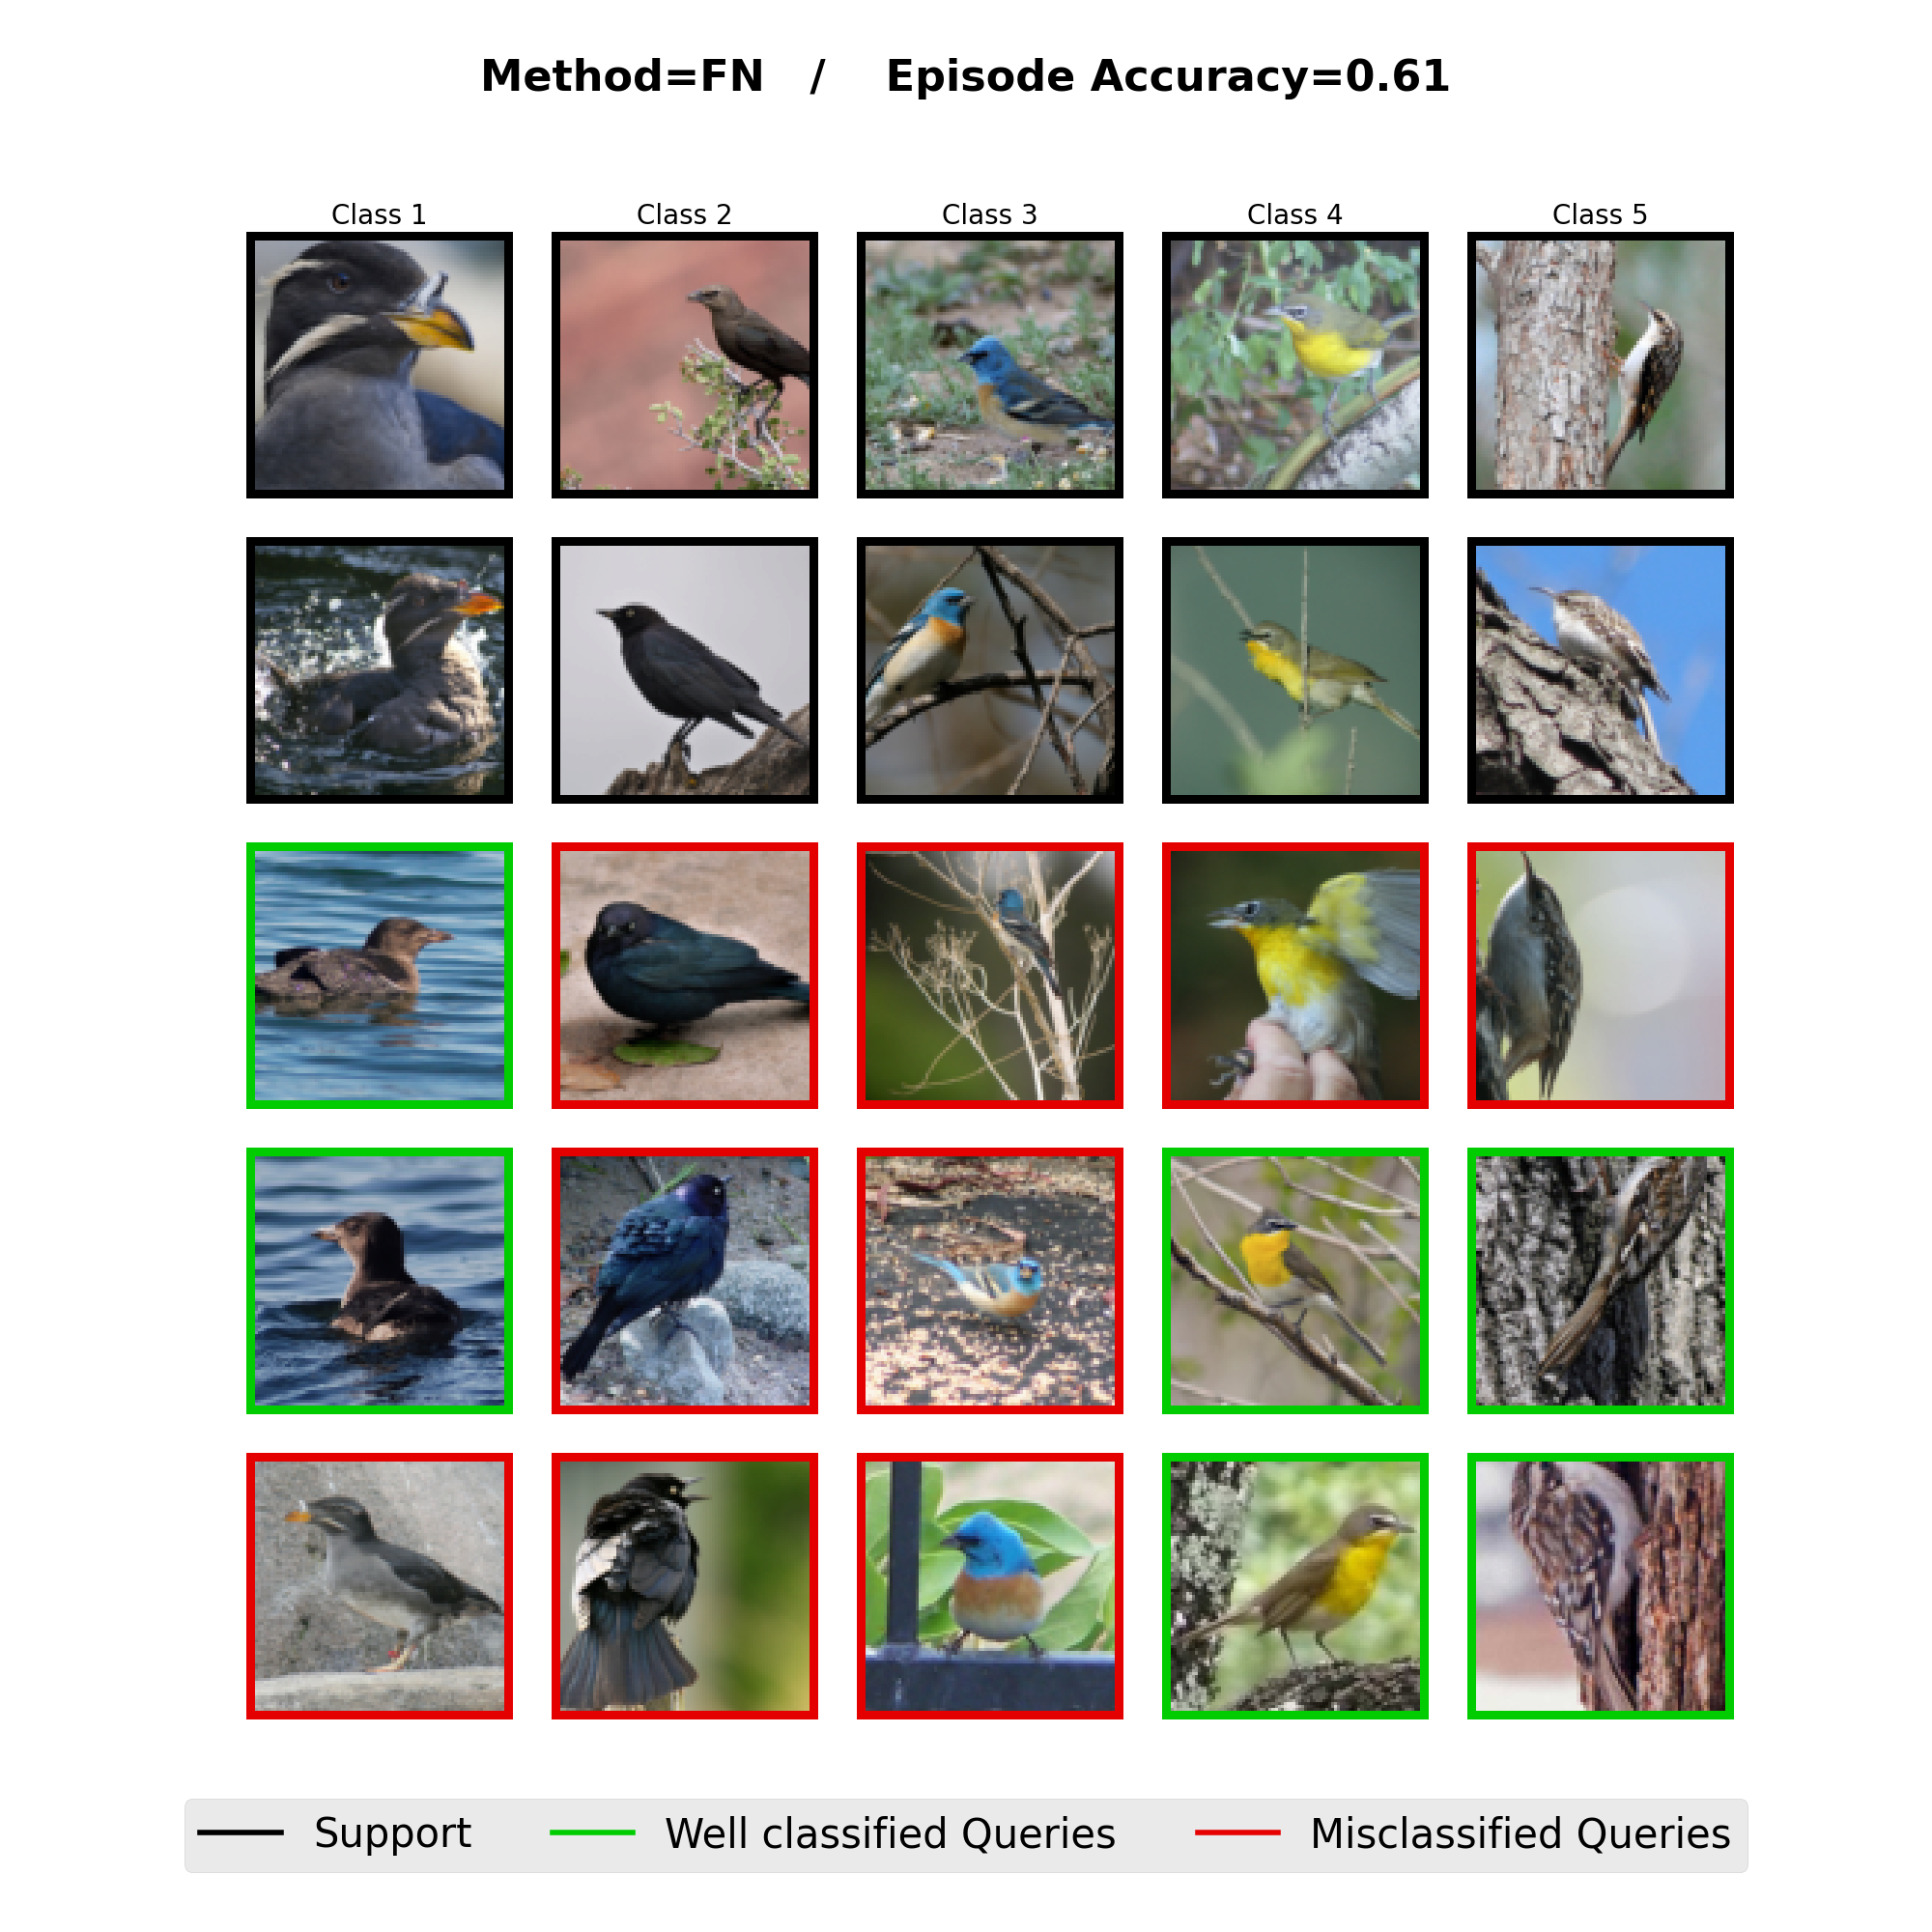 Method=FN / Episode Accuracy=0.61
Class 1 Class 2 Class 3 Class 4 Class 5
Support Well classified Queries Misclassified Queries